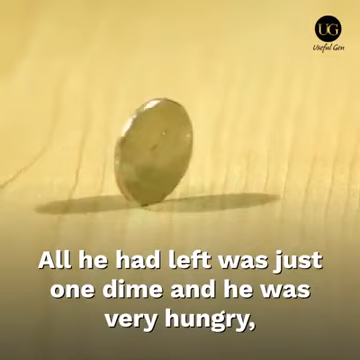 UG
Useful Gen
All he had left was just
one dime and he was
very hungry,